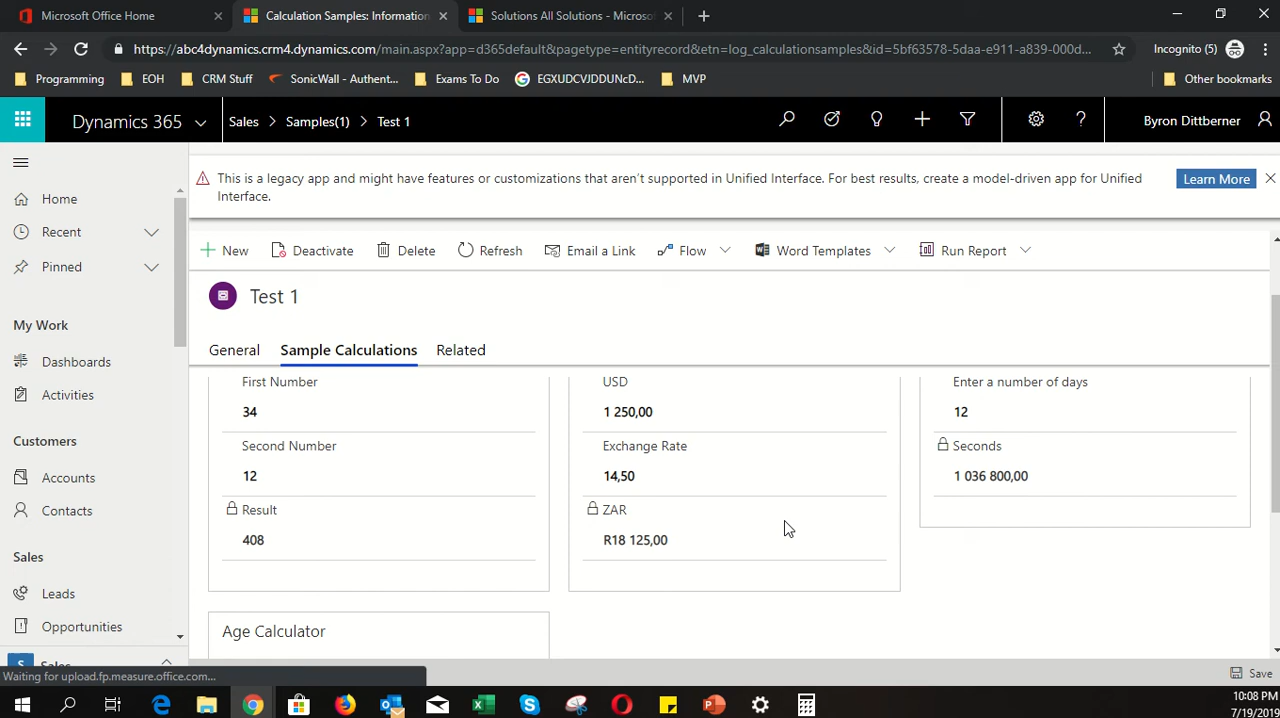 Microsoft Office Home
Calculation Samples: Information
Solutions All Solutions - Microso
https://abc4dynamics.crm4.dynamics.com/main.aspx?app=d365default&pagetype=entityrecord&etn=log_calculationsamples&id=5bf63578-5daa-e911-a839-000d...
Incognito (5)
Programming
EOH
CRM Stuff
SonicWall - Authent...
Exams To Do
EGXUDCVJDDUNcD...
MVP
Other bookmarks
Dynamics 365
Sales > Samples(1) > Test 1
Byron Dittberner
This is a legacy app and might have features or customizations that aren't supported in Unified Interface. For best results, create a model-driven app for Unified
Interface.
Learn More
Home
Recent
Pinned
My Work
Dashboards
Activities
Customers
Accounts
Contacts
Sales
Leads
Opportunities
S Sales
New
Deactivate
Delete
Refresh
Email a Link
Flow
Word Templates
Run Report
Test 1
General
Sample Calculations
Related
First Number
34
Second Number
12
Result
408
USD
1 250,00
Exchange Rate
14,50
ZAR
R18 125,00
Enter a number of days
12
Seconds
1 036 800,00
Age Calculator
Waiting for upload.fp.measure.office.com...
Save
10:08 PM
7/19/2019